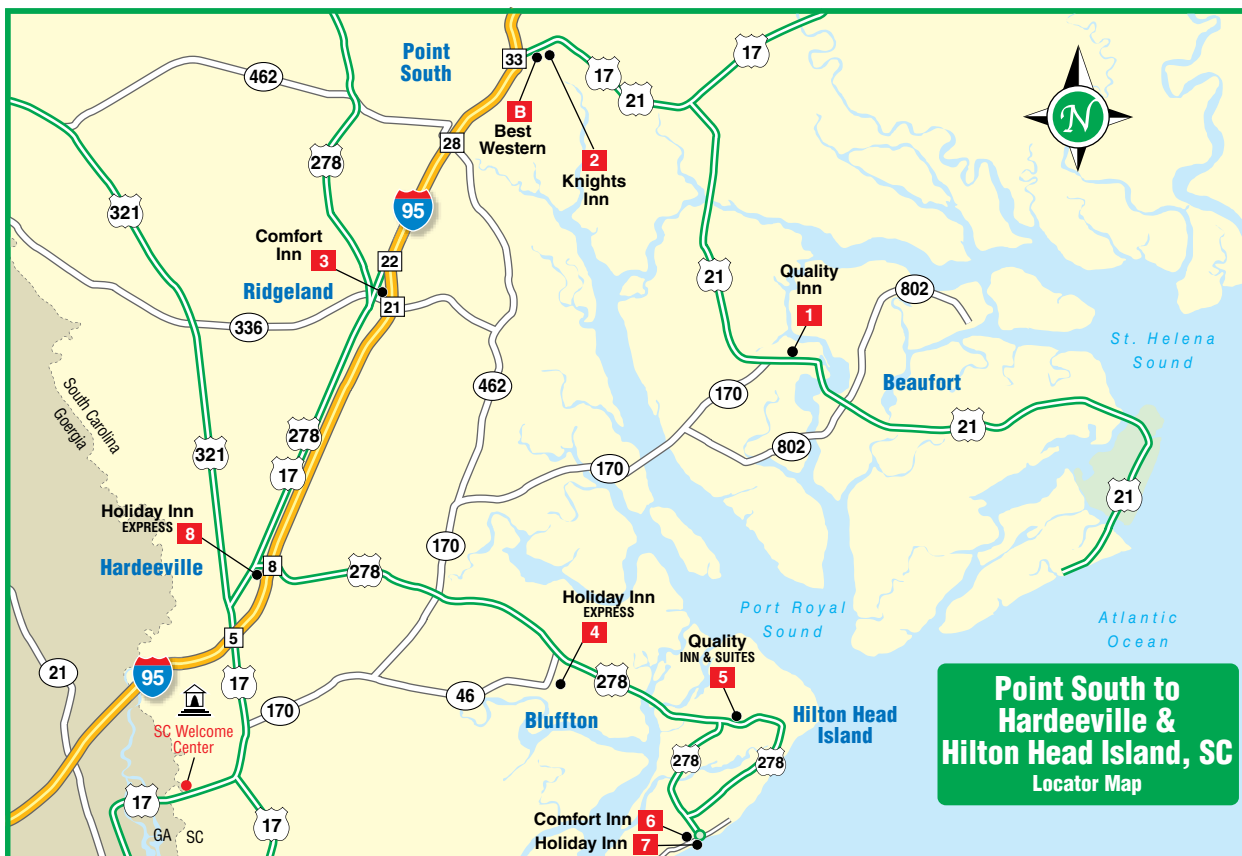 Point
South
33
17
17
462
21
21
B
Best
Western
28
2
Knights
Inn
278
321
95
Comfort
Inn
3
22
Ridgeland
21
336
21
Quality
Inn
1
802
St. Helena
Sound
Beaufort
South Carolina
Goergia
462
170
21
802
278
321
17
170
21
Holiday Inn
EXPRESS
8
Hardeeville
8
278
170
Holiday Inn
EXPRESS
4
Port Royal
Sound
Atlantic
Ocean
5
Quality
INN & SUITES
5
21
95
17
46
278
170
Bluffton
Hilton Head
Island
SC Welcome
Center
278
278
17
17
GA
SC
Comfort Inn
6
Holiday Inn
7
N
Point South to
Hardeeville &
Hilton Head Island, SC
Locator Map